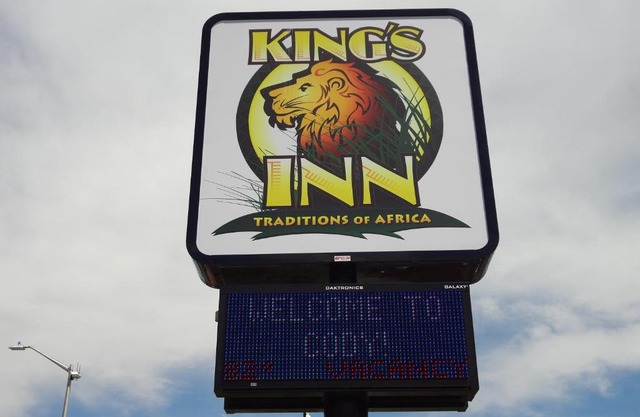 KING'S
INN
TRADITIONS OF AFRICA
DAKTRONICS GALAXY
WELCOME TO
CODY!
VACANCY